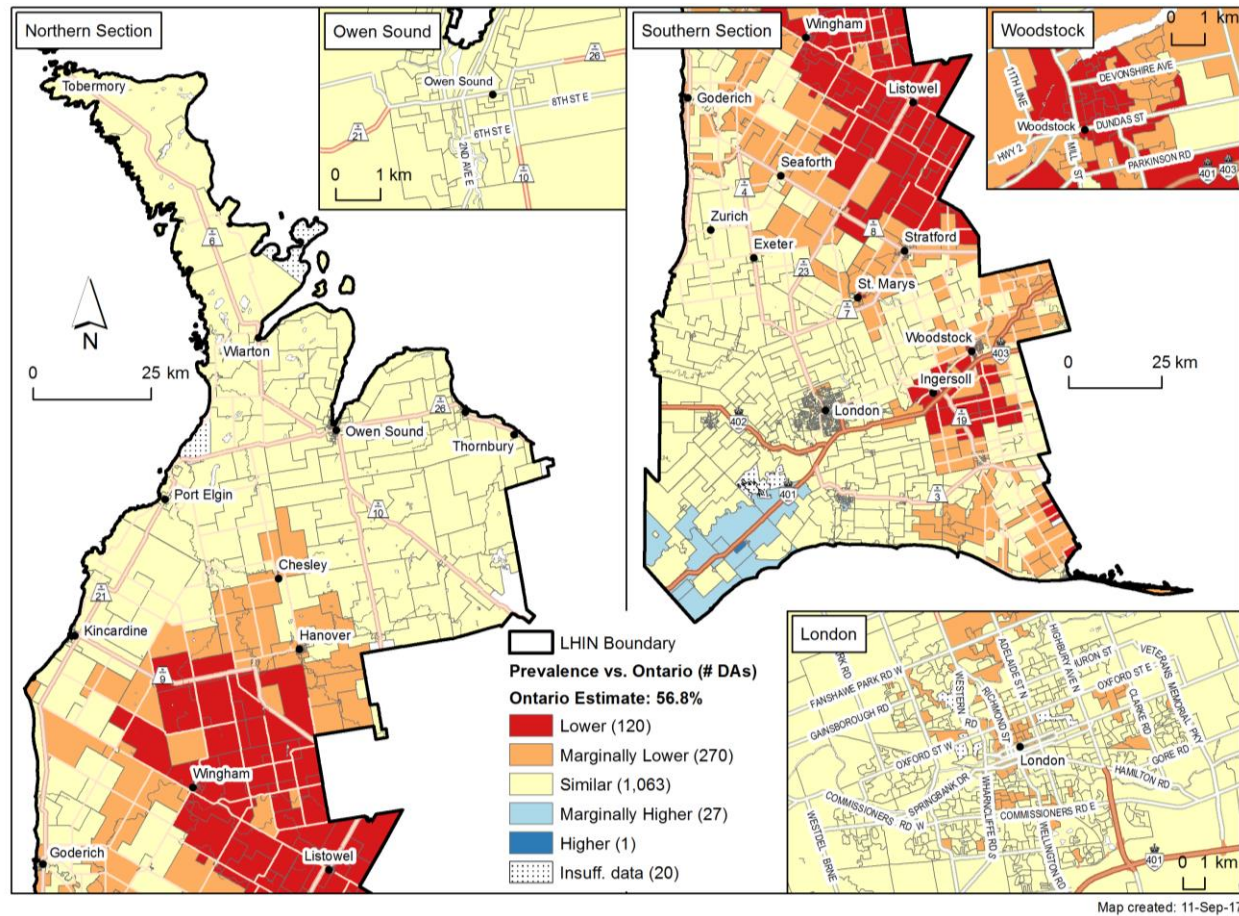 Northern Section
Tobermory
6
Wiarton
26
Owen Sound
Thornbury
Port Elgin
10
Chesley
21
Kincardine
Hanover
9
Wingham
Goderich
Listowel
N
0 25 km
Owen Sound
26
Owen Sound
8TH ST E
21
6TH ST E
2ND AVE E
10
0 1 km
Southern Section
Wingham
Goderich
Listowel
Seaforth
4
Zurich
8
Stratford
Exeter
23
St. Marys
7
Woodstock
403
Ingersoll
London
19
402
401
3
0 25 km
Woodstock
0 1 km
11TH LINE
DEVONSHIRE AVE
Woodstock
DUNDAS ST
HWY 2
MILL ST
PARKINSON RD
401
403
LHIN Boundary
Prevalence vs. Ontario (# DAs)
Ontario Estimate: 56.8%
Lower (120)
Marginally Lower (270)
Similar (1,063)
Marginally Higher (27)
Higher (1)
Insuff. data (20)
London
RK RD
FANSHAWE PARK RD W
GAINSBOROUGH RD
WESTERN RD
RICHMOND ST
ADELAIDE ST N
HIGHBURY AVE N
URON ST
OXFORD ST E
VETERANS MEMORIAL PKY
CLARKE RD
OXFORD ST W
London
GORE RD
HAMILTON RD
SPRINGBANK DR
COMMISSIONERS RD W
COMMISSIONERS RD E
WHARNCLIFFE RD S
WELLINGTON RD
WESTDEL BRNE
401
0 1 km
Map created: 11-Sep-17